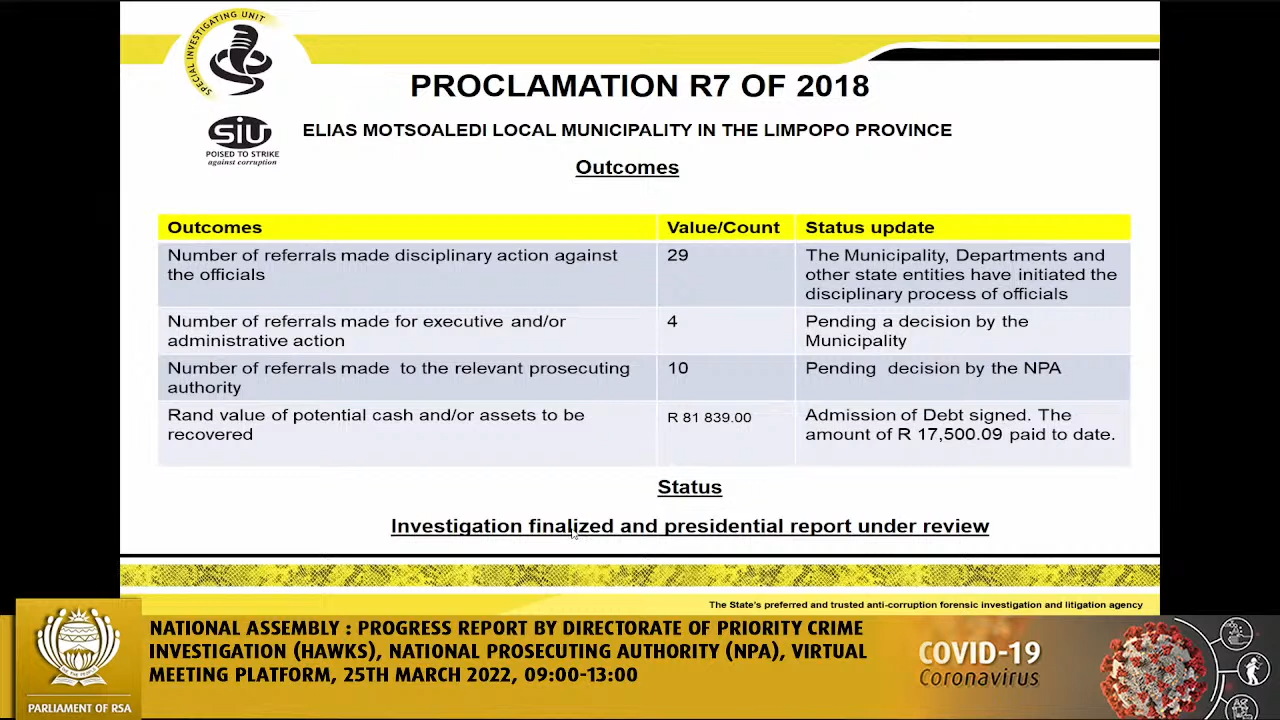 SPECIAL INVESTIGATING UNIT
SIU
POISED TO STRIKE
against corruption
PROCLAMATION R7 OF 2018
ELIAS MOTSOALEDI LOCAL MUNICIPALITY IN THE LIMPOPO PROVINCE
Outcomes
Outcomes Value/Count Status update
Number of referrals made disciplinary action against
the officials
29
The Municipality, Departments and
other state entities have initiated the
disciplinary process of officials
Number of referrals made for executive and/or
administrative action
4
Pending a decision by the
Municipality
Number of referrals made to the relevant prosecuting
authority
10
Pending decision by the NPA
Rand value of potential cash and/or assets to be
recovered
R 81 839.00
Admission of Debt signed. The
amount of R 17,500.09 paid to date.
Status
Investigation finalized and presidential report under review
The State's preferred and trusted anti-corruption forensic investigation and litigation agency
PARLIAMENT OF RSA
NATIONAL ASSEMBLY : PROGRESS REPORT BY DIRECTORATE OF PRIORITY CRIME
INVESTIGATION (HAWKS), NATIONAL PROSECUTING AUTHORITY (NPA), VIRTUAL
MEETING PLATFORM, 25TH MARCH 2022, 09:00-13:00
COVID-19
Coronavirus